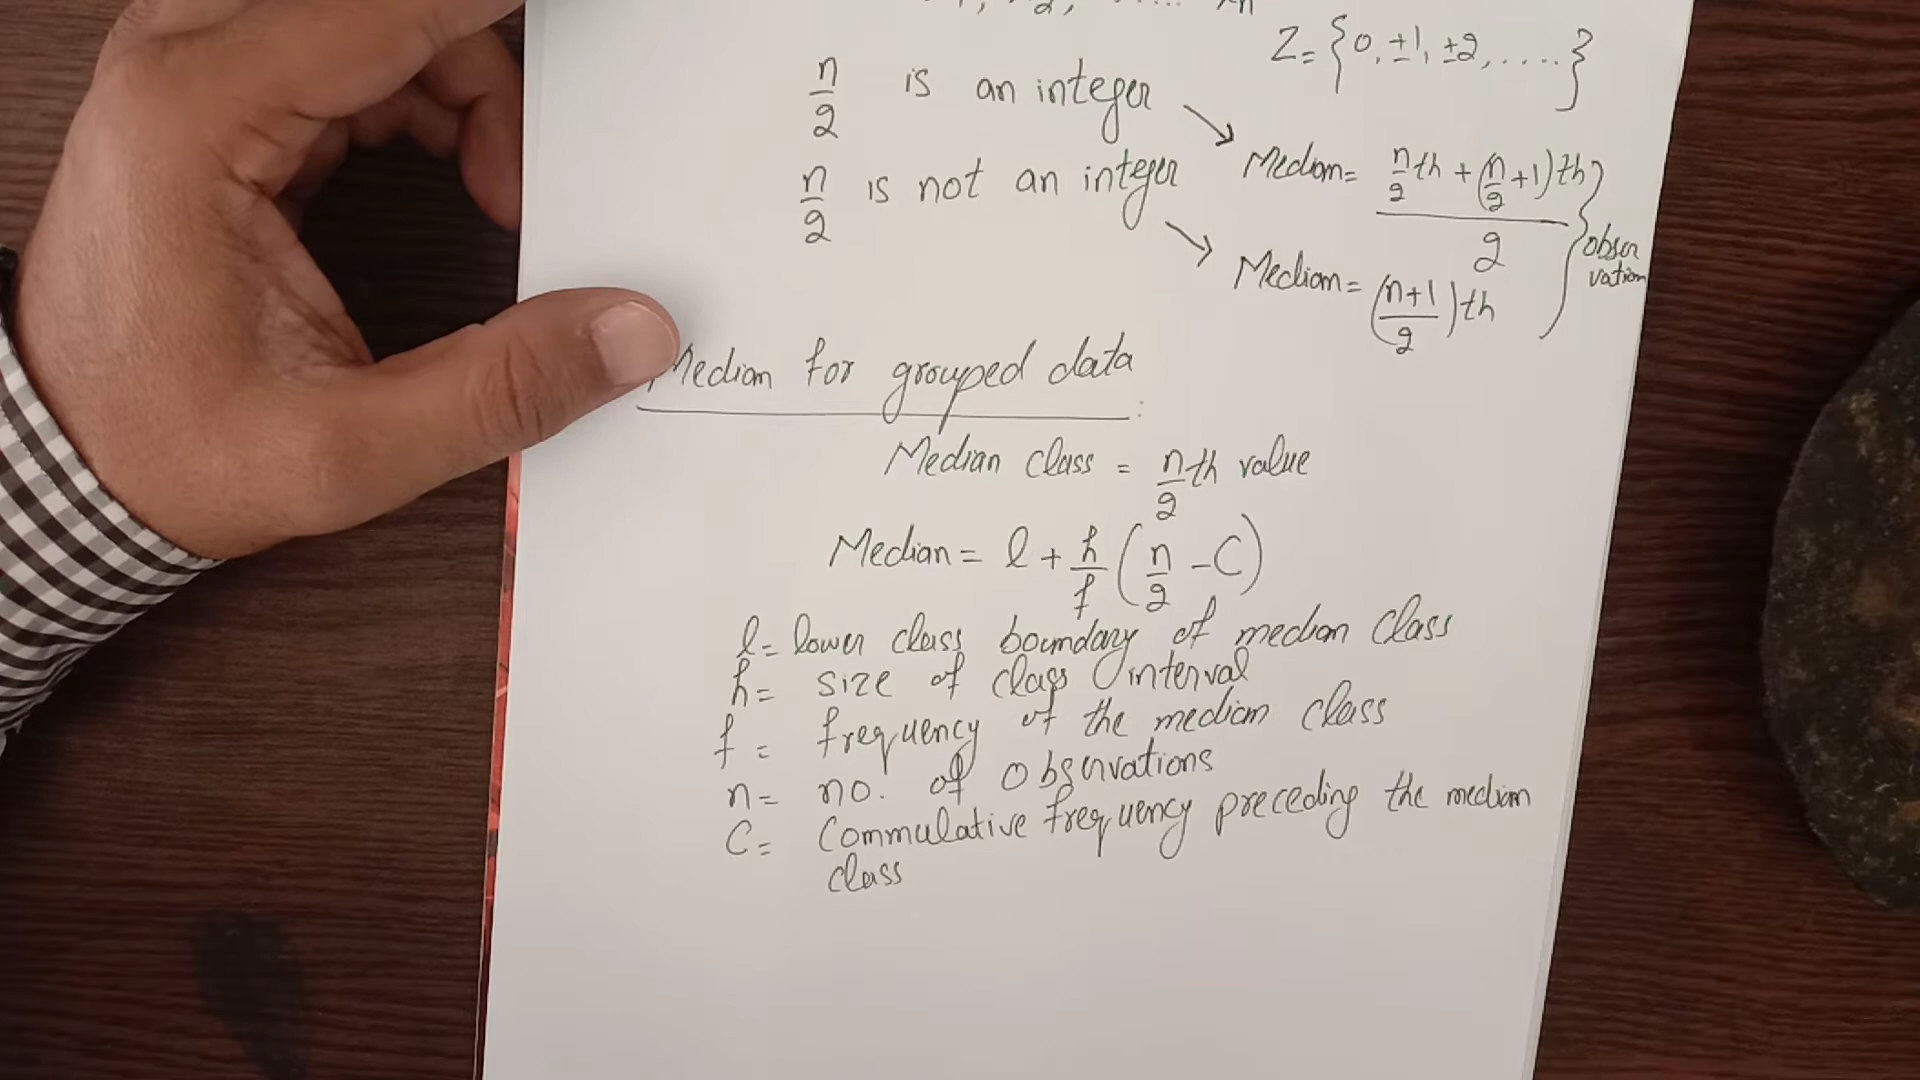 Z = {0, ±1, ±2, .....}
n/2 is an integer ↘
Median = (n/2 th + (n/2 +1)th)/2
n/2 is not an integer ↘
Median = (n+1/2)th
} obser
vation
Median for grouped data :
Median class = n/2 th value
Median = l + h/f (n/2 - C)
l = lower class boundary of median class
h = size of class interval
f = frequency of the median class
n = no. of observations
C = Commulative frequency preceding the median
class